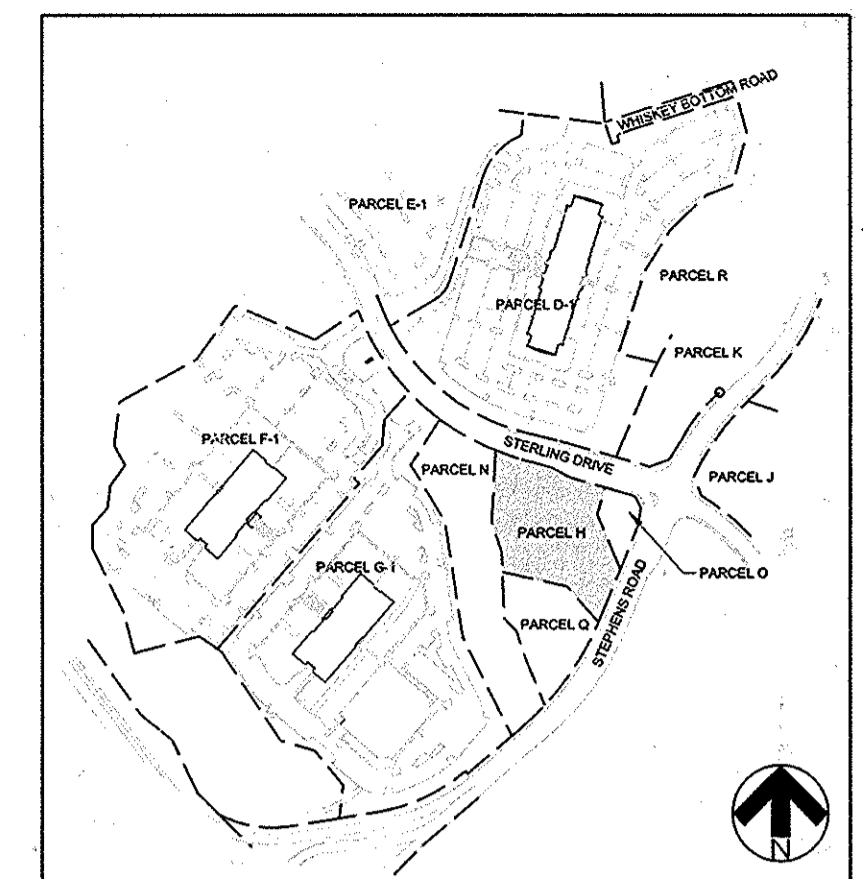 WHISKEY BOTTOM ROAD
PARCEL E-1
PARCEL R
PARCEL D-1
PARCEL K
PARCEL F-1
STERLING DRIVE
PARCEL N
PARCEL J
PARCEL H
PARCEL G-1
PARCEL O
PARCEL Q
STEPHENS ROAD
N